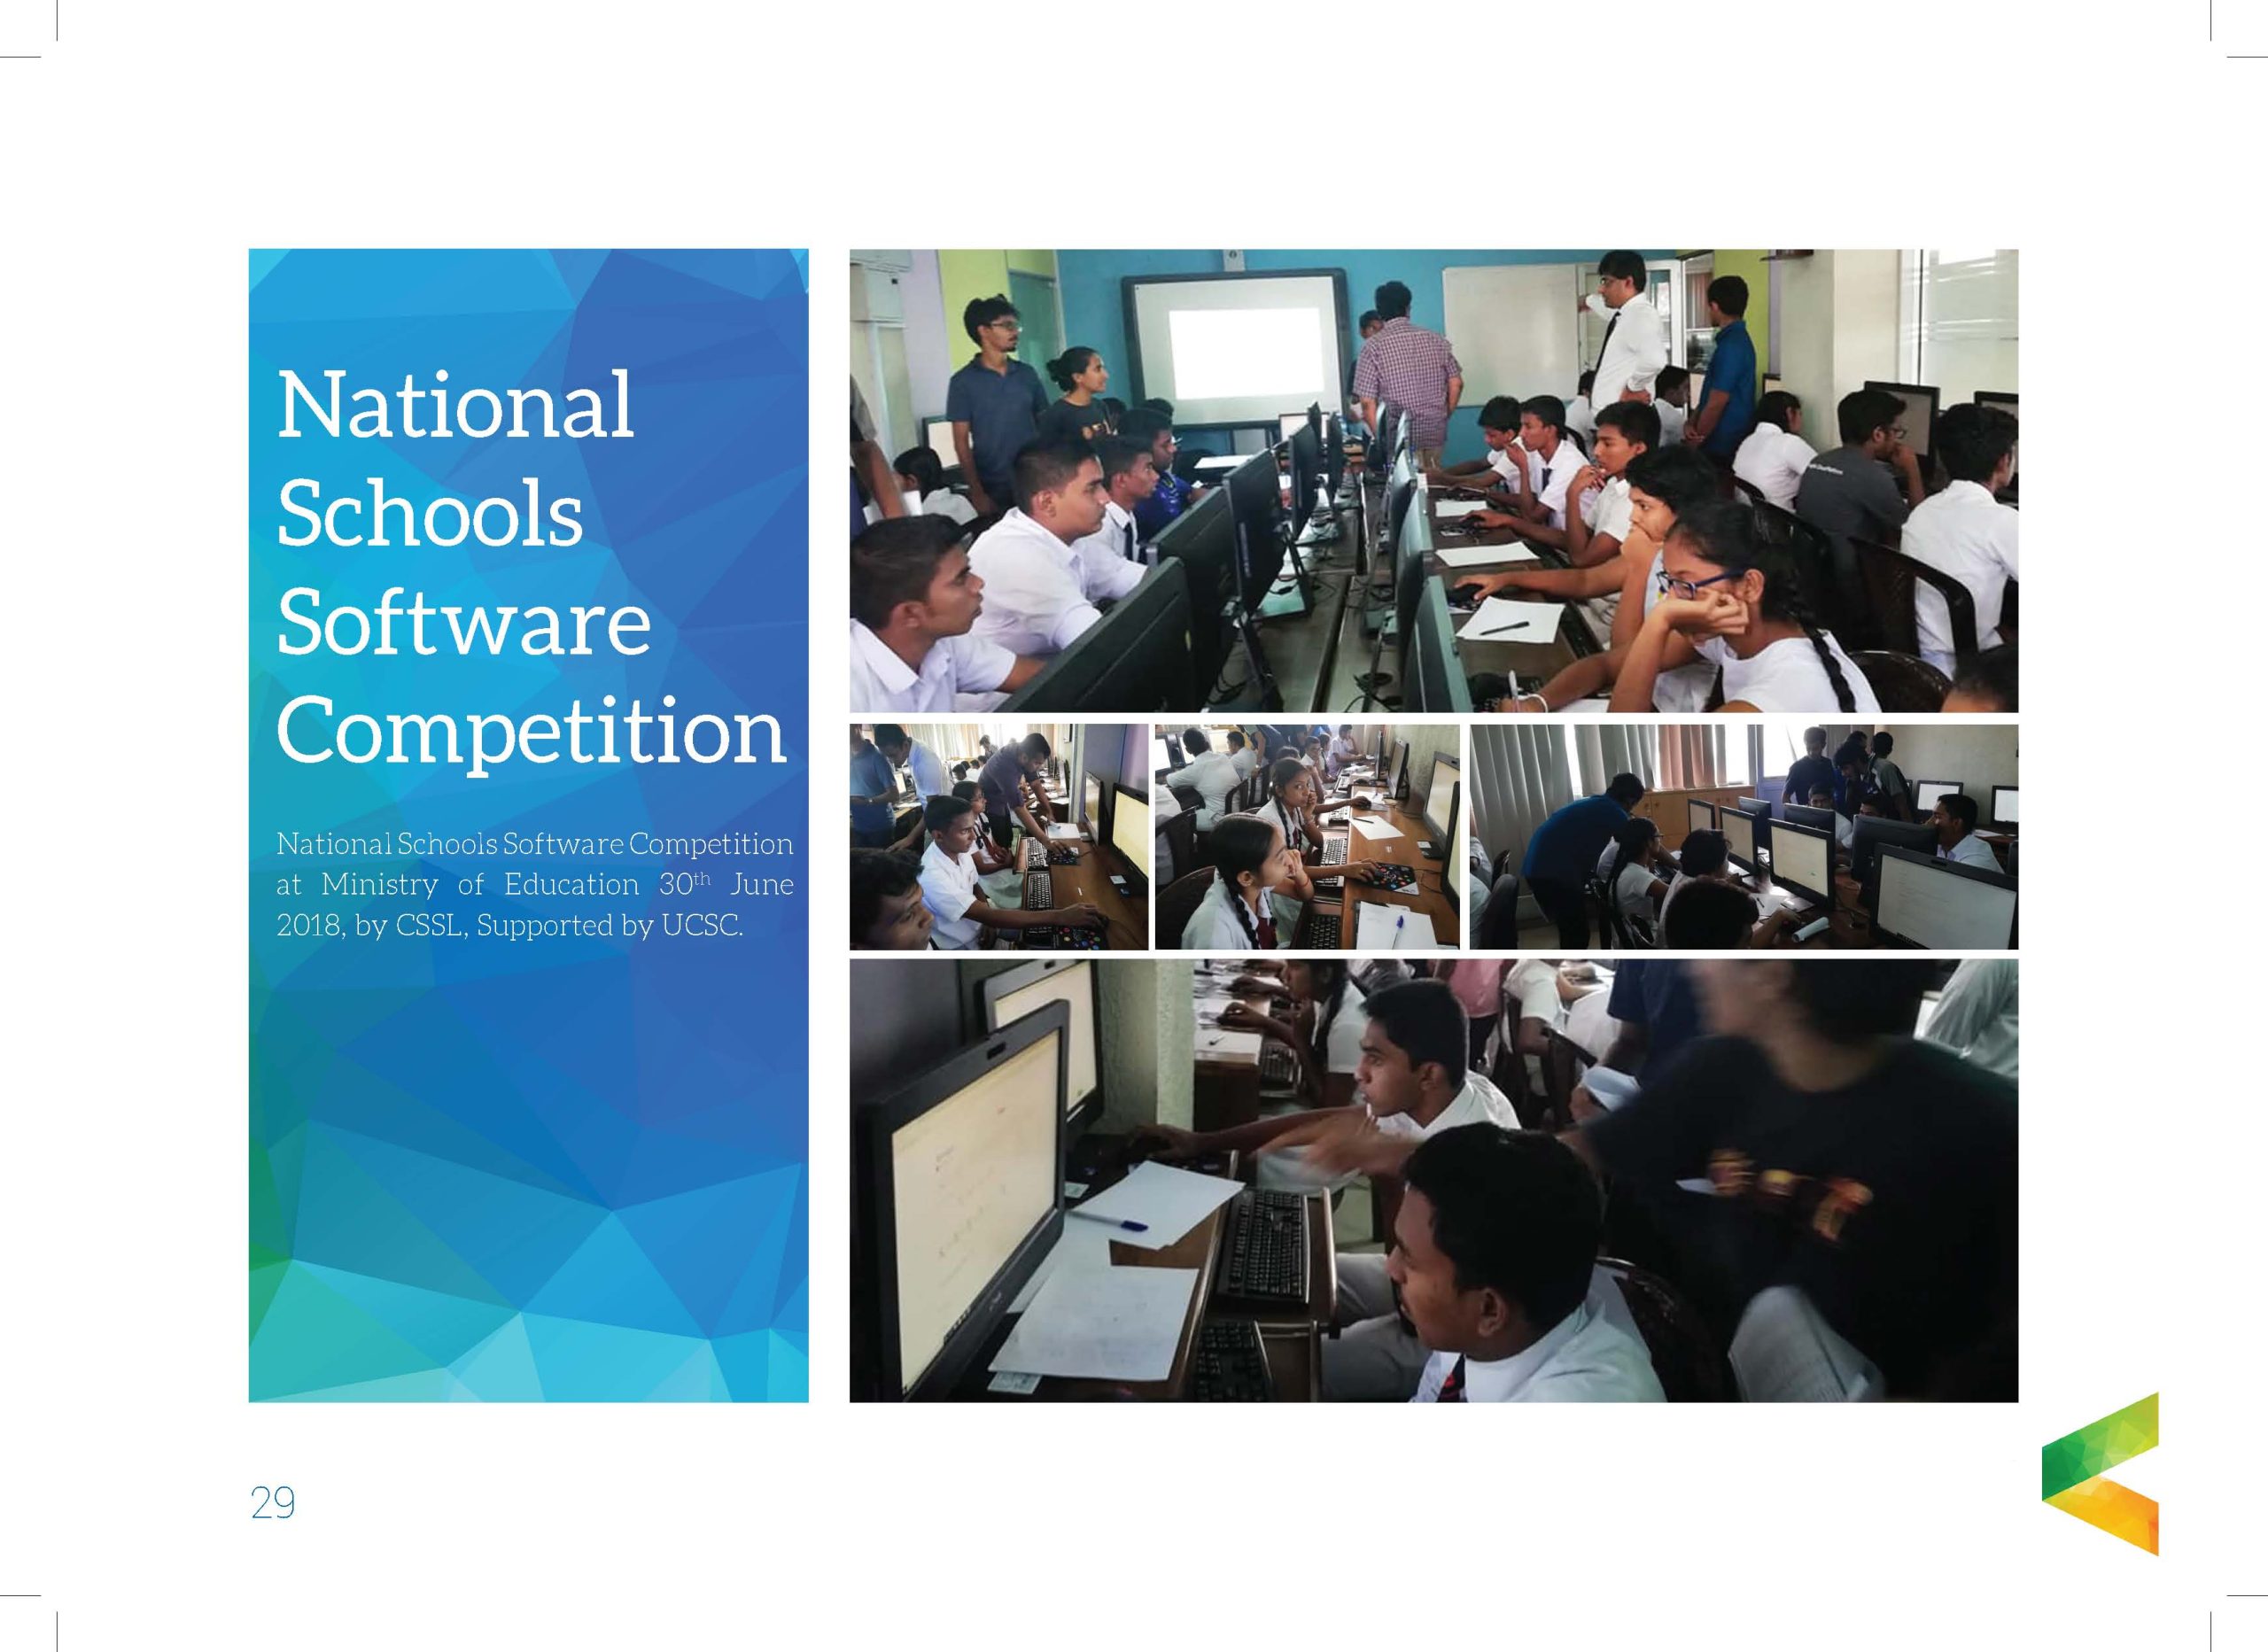 National
Schools
Software
Competition
National Schools Software Competition
at Ministry of Education 30th June
2018, by CSSL, Supported by UCSC.
29